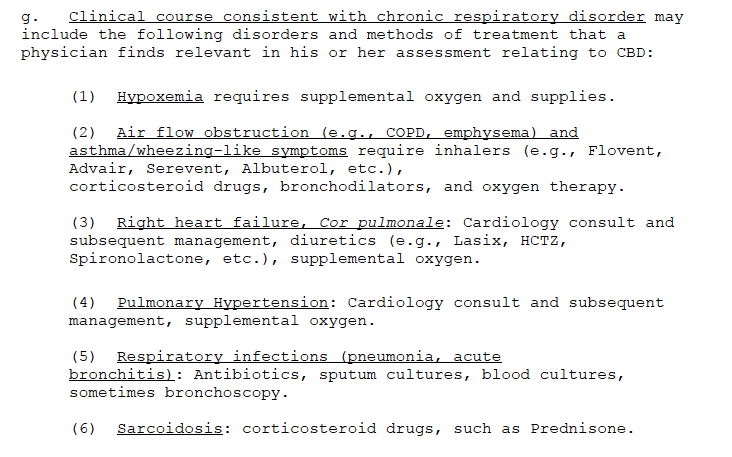 g. Clinical course consistent with chronic respiratory disorder may
include the following disorders and methods of treatment that a
physician finds relevant in his or her assessment relating to CBD:
(1) Hypoxemia requires supplemental oxygen and supplies.
(2) Air flow obstruction (e.g., COPD, emphysema) and
asthma/wheezing-like symptoms require inhalers (e.g., Flovent,
Advair, Serevent, Albuterol, etc.),
corticosteroid drugs, bronchodilators, and oxygen therapy.
(3) Right heart failure, Cor pulmonale: Cardiology consult and
subsequent management, diuretics (e.g., Lasix, HCTZ,
Spironolactone, etc.), supplemental oxygen.
(4) Pulmonary Hypertension: Cardiology consult and subsequent
management, supplemental oxygen.
(5) Respiratory infections (pneumonia, acute
bronchitis): Antibiotics, sputum cultures, blood cultures,
sometimes bronchoscopy.
(6) Sarcoidosis: corticosteroid drugs, such as Prednisone.